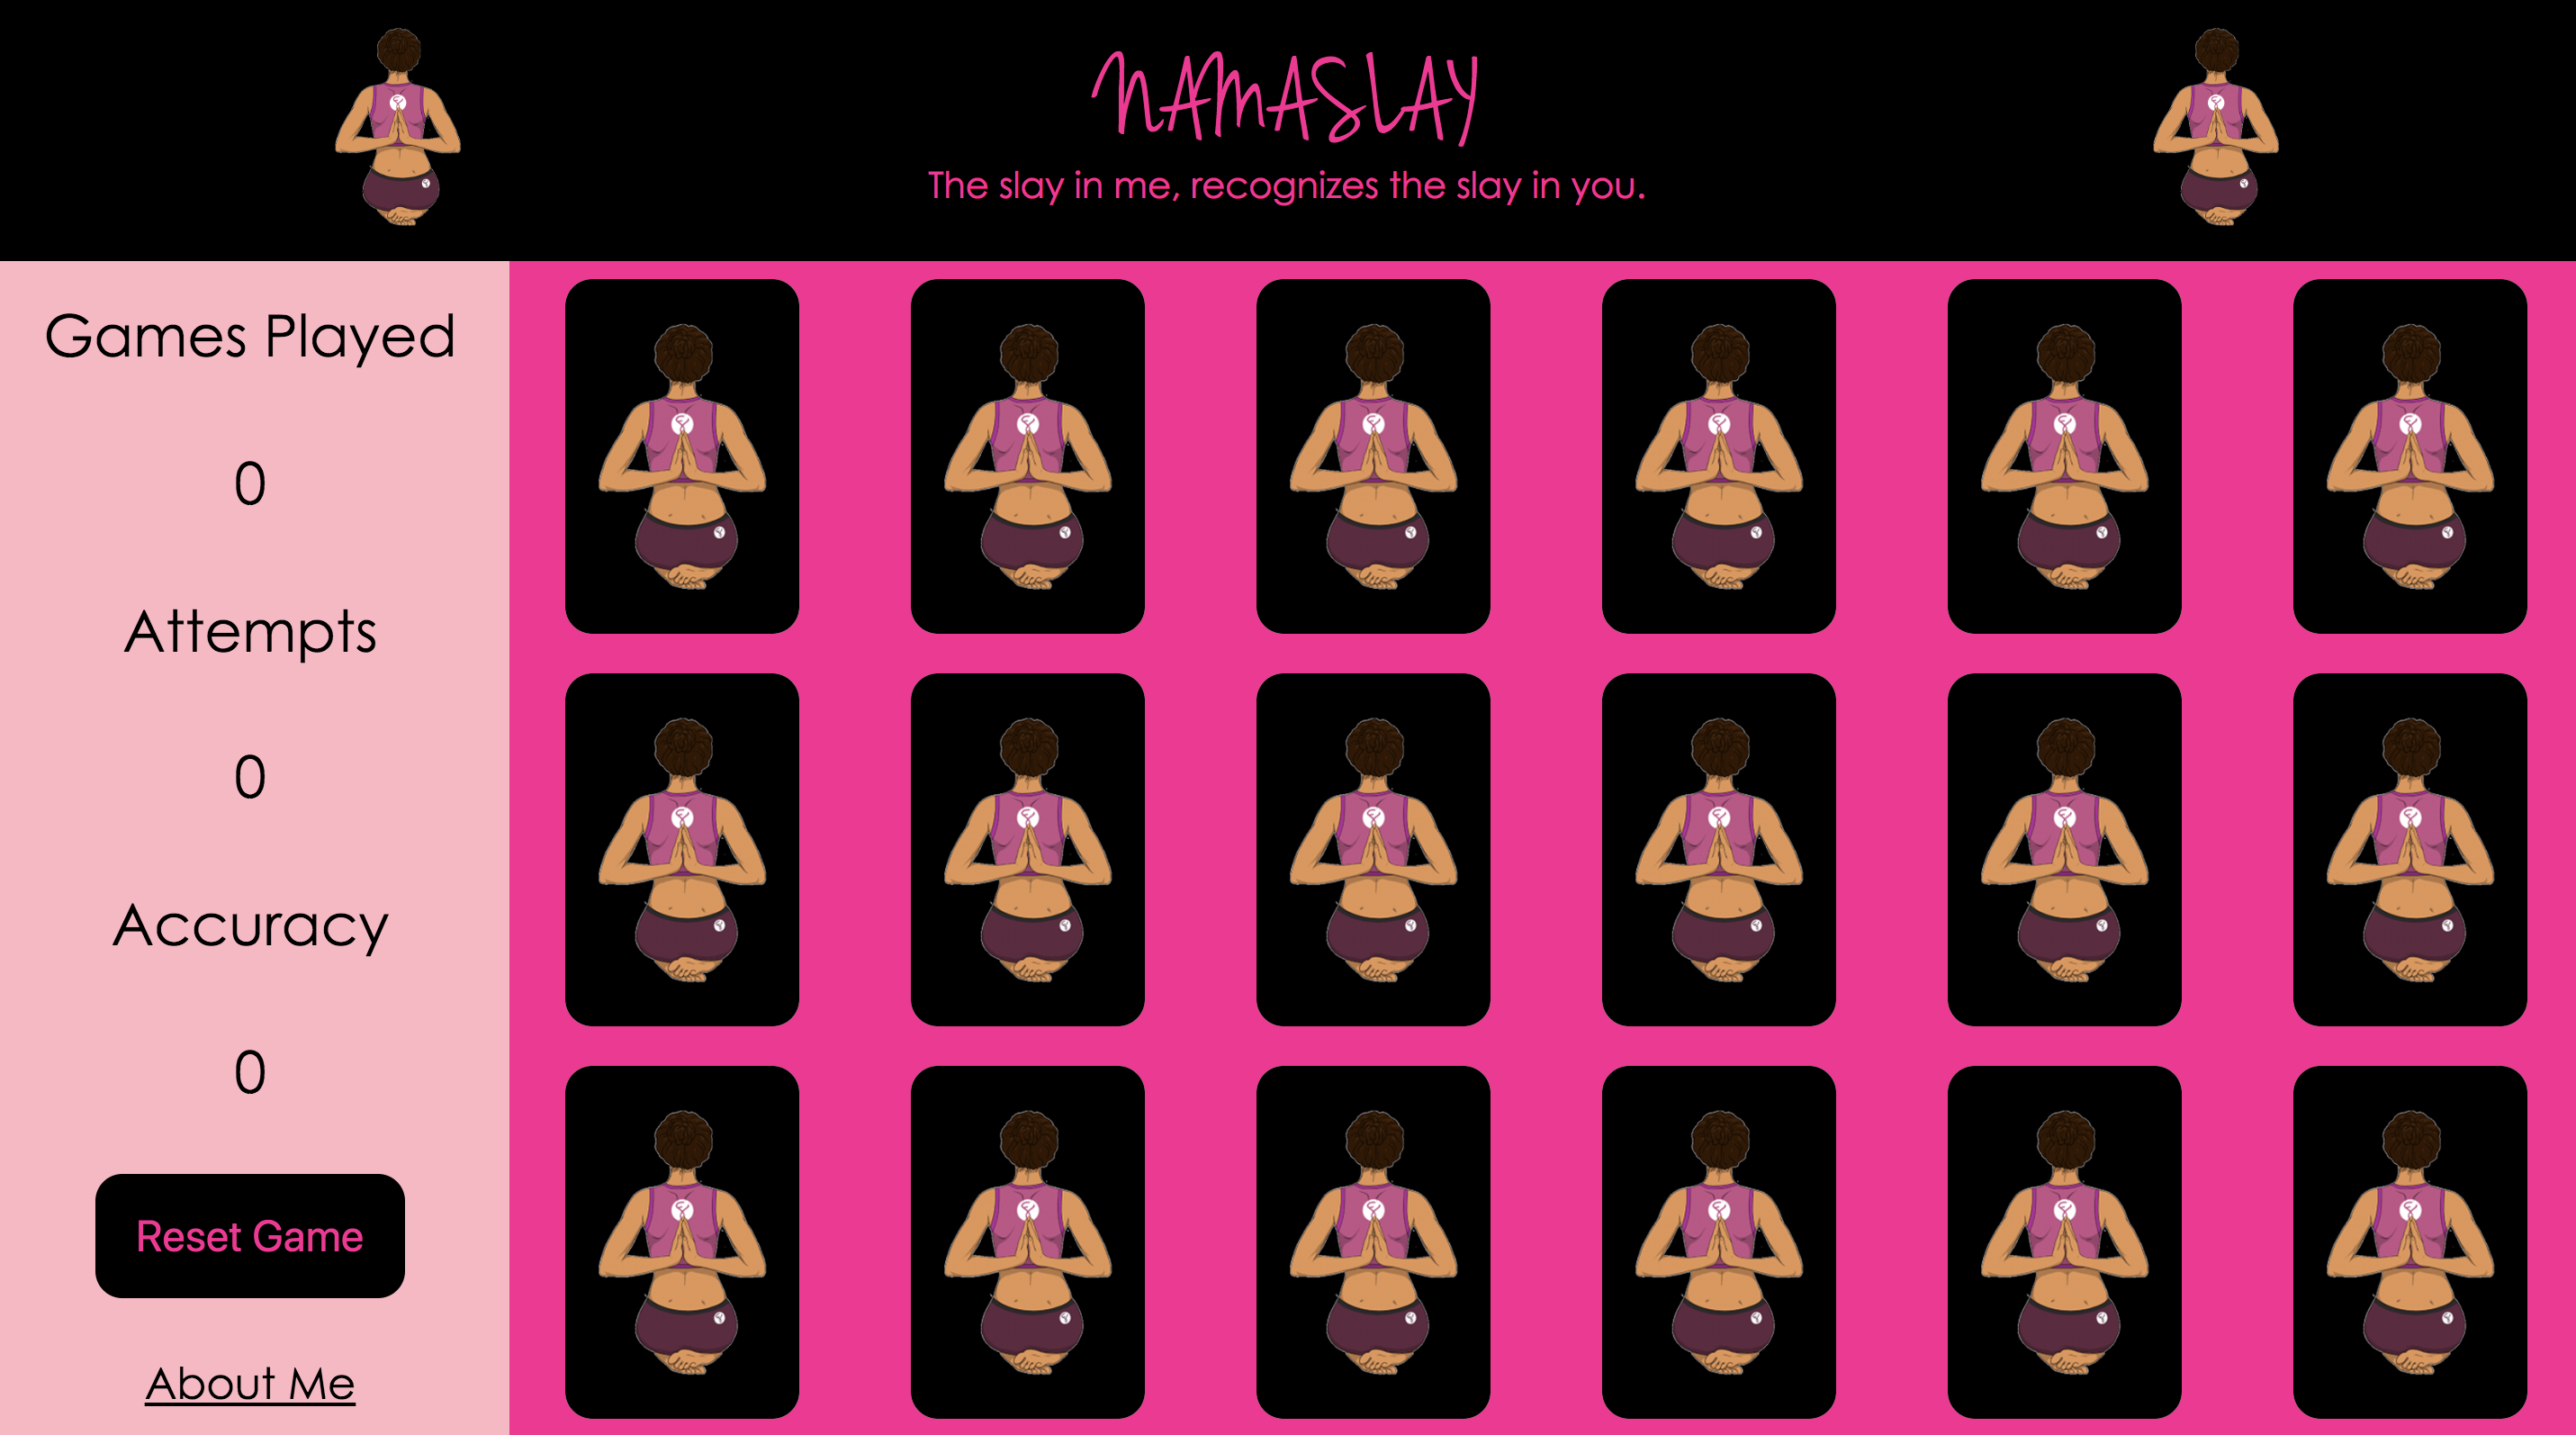 NAMASLAY
The slay in me, recognizes the slay in you.
Games Played
0
Attempts
0
Accuracy
0
Reset Game
About Me